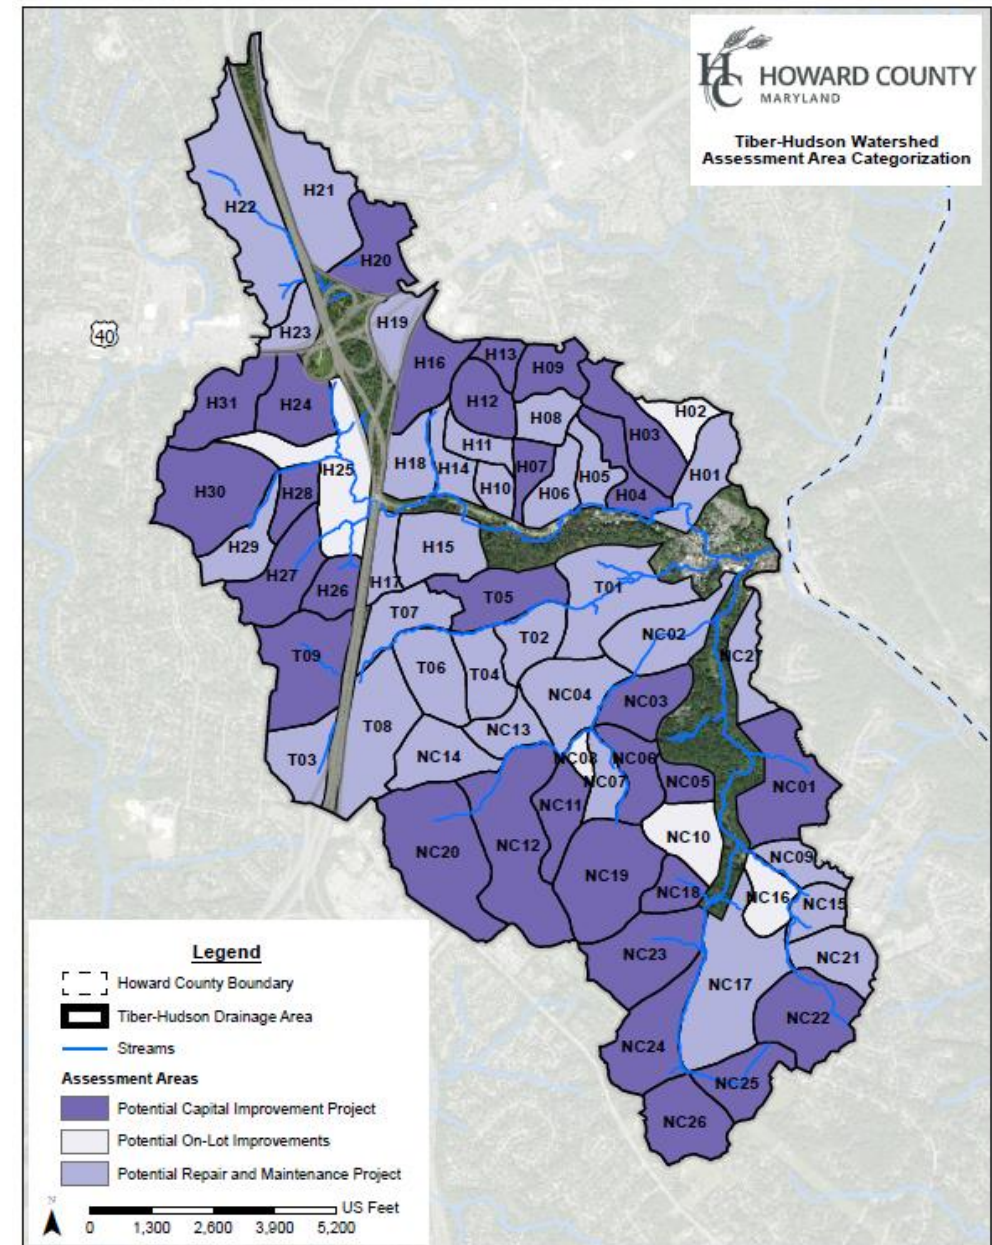 HC HOWARD COUNTY
MARYLAND
Tiber-Hudson Watershed
Assessment Area Categorization
H21
H22
H20
H19
H23
40
H13
H16
H09
H31
H24
H12
H02
H08
H03
H11
H18
H14
H07
H05
H01
H25
H30
H28
H10
H06
H04
H29
H15
H27
H26
H17
T05
T01
T07
T02
NC02
T09
T06
T04
NC27
NC04
NC03
T08
NC13
T03
NC14
NC08
NC06
NC07
NC05
NC01
NC11
NC20
NC12
NC10
NC09
NC19
NC18
NC16
NC15
NC23
NC21
NC17
NC22
NC24
NC25
NC26
Legend
Howard County Boundary
Tiber-Hudson Drainage Area
Streams
Assessment Areas
Potential Capital Improvement Project
Potential On-Lot Improvements
Potential Repair and Maintenance Project
N
US Feet
0 1,300 2,600 3,900 5,200